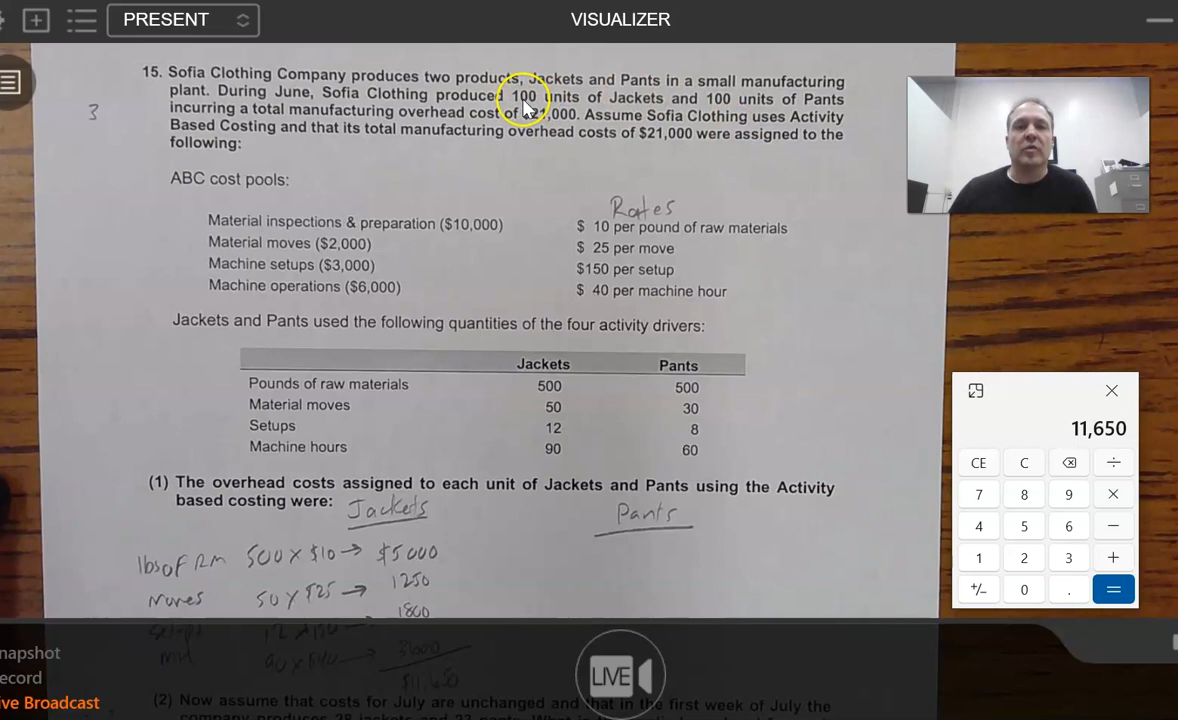 PRESENT
VISUALIZER
15. Sofia Clothing Company produces two products, Jackets and Pants in a small manufacturing
plant. During June, Sofia Clothing produced 100 units of Jackets and 100 units of Pants
incurring a total manufacturing overhead cost of $21,000. Assume Sofia Clothing uses Activity
Based Costing and that its total manufacturing overhead costs of $21,000 were assigned to the
following:
3
ABC cost pools:
Rates
Material inspections & preparation ($10,000) $ 10 per pound of raw materials
Material moves ($2,000) $ 25 per move
Machine setups ($3,000) $150 per setup
Machine operations ($6,000) $ 40 per machine hour
Jackets and Pants used the following quantities of the four activity drivers:
Jackets Pants
Pounds of raw materials 500 500
Material moves 50 30
Setups 12 8
Machine hours 90 60
(1) The overhead costs assigned to each unit of Jackets and Pants using the Activity
based costing were: Jackets Pants
lbs of RM 500 x $10 → $5000
Moves 50 x $25 → 1250
setups 12 x 150 → 1800
MH 90 x $40 → 3600
$11,650
(2) Now assume that costs for July are unchanged and that in the first week of July the
11,650
CE C ÷
7 8 9 ×
4 5 6 −
1 2 3 +
+/− 0 . =
napshot
ecord
ive Broadcast
LIVE